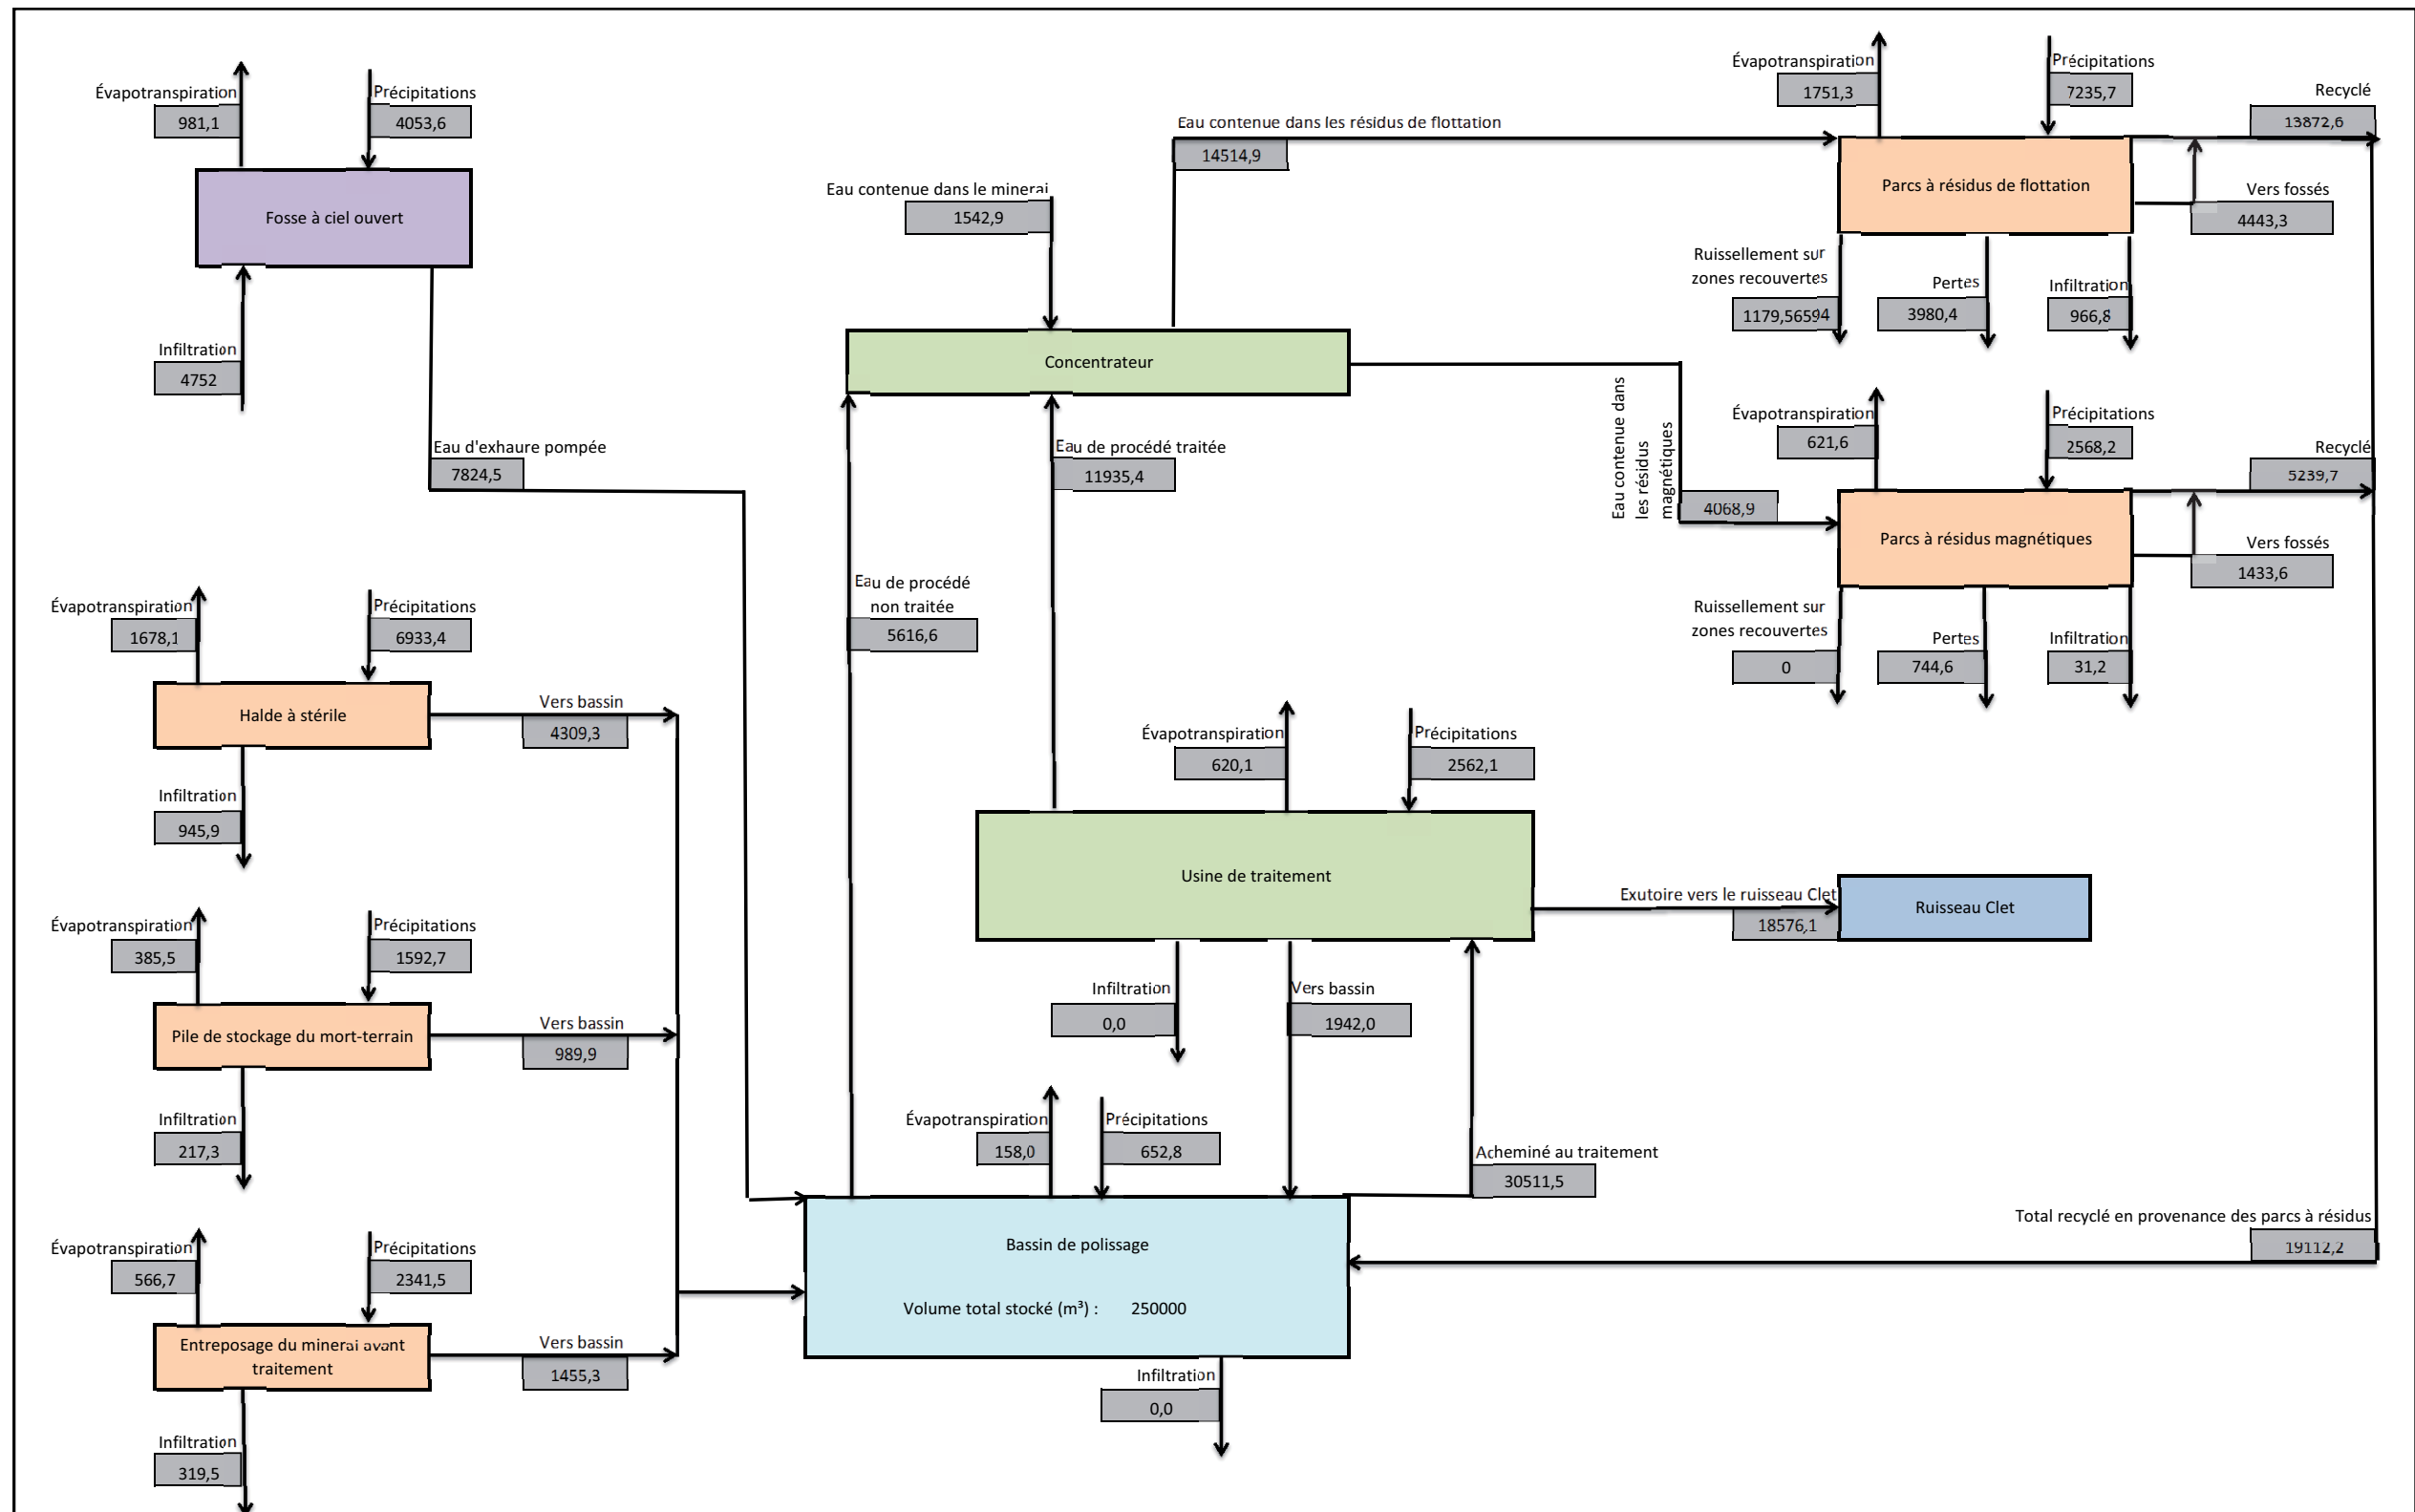 Évapotranspiration
981,1
Précipitations
4053,6
Fosse à ciel ouvert
Infiltration
4752
Eau d'exhaure pompée
7824,5
Évapotranspiration
1678,1
Précipitations
6933,4
Halde à stérile
Vers bassin
4309,3
Infiltration
945,9
Évapotranspiration
385,5
Précipitations
1592,7
Pile de stockage du mort-terrain
Vers bassin
989,9
Infiltration
217,3
Évapotranspiration
566,7
Précipitations
2341,5
Entreposage du minerai avant
traitement
Vers bassin
1455,3
Infiltration
319,5
Eau contenue dans les résidus de flottation
14514,9
Eau contenue dans le minerai
1542,9
Concentrateur
Eau de procédé traitée
11935,4
Eau de procédé
non traitée
5616,6
Eau contenue dans
les résidus
magnétiques
4068,9
Évapotranspiration
620,1
Précipitations
2562,1
Usine de traitement
Exutoire vers le ruisseau Clet
18576,1
Ruisseau Clet
Infiltration
0,0
Vers bassin
1942,0
Évapotranspiration
158,0
Précipitations
652,8
Acheminé au traitement
30511,5
Bassin de polissage
Volume total stocké (m³) : 250000
Infiltration
0,0
Évapotranspiration
1751,3
Précipitations
7235,7
Recyclé
13872,6
Parcs à résidus de flottation
Vers fossés
4443,3
Ruissellement sur
zones recouvertes
1179,56594
Pertes
3980,4
Infiltration
966,8
Évapotranspiration
621,6
Précipitations
2568,2
Recyclé
5239,7
Parcs à résidus magnétiques
Vers fossés
1433,6
Ruissellement sur
zones recouvertes
0
Pertes
744,6
Infiltration
31,2
Total recyclé en provenance des parcs à résidus
19112,2